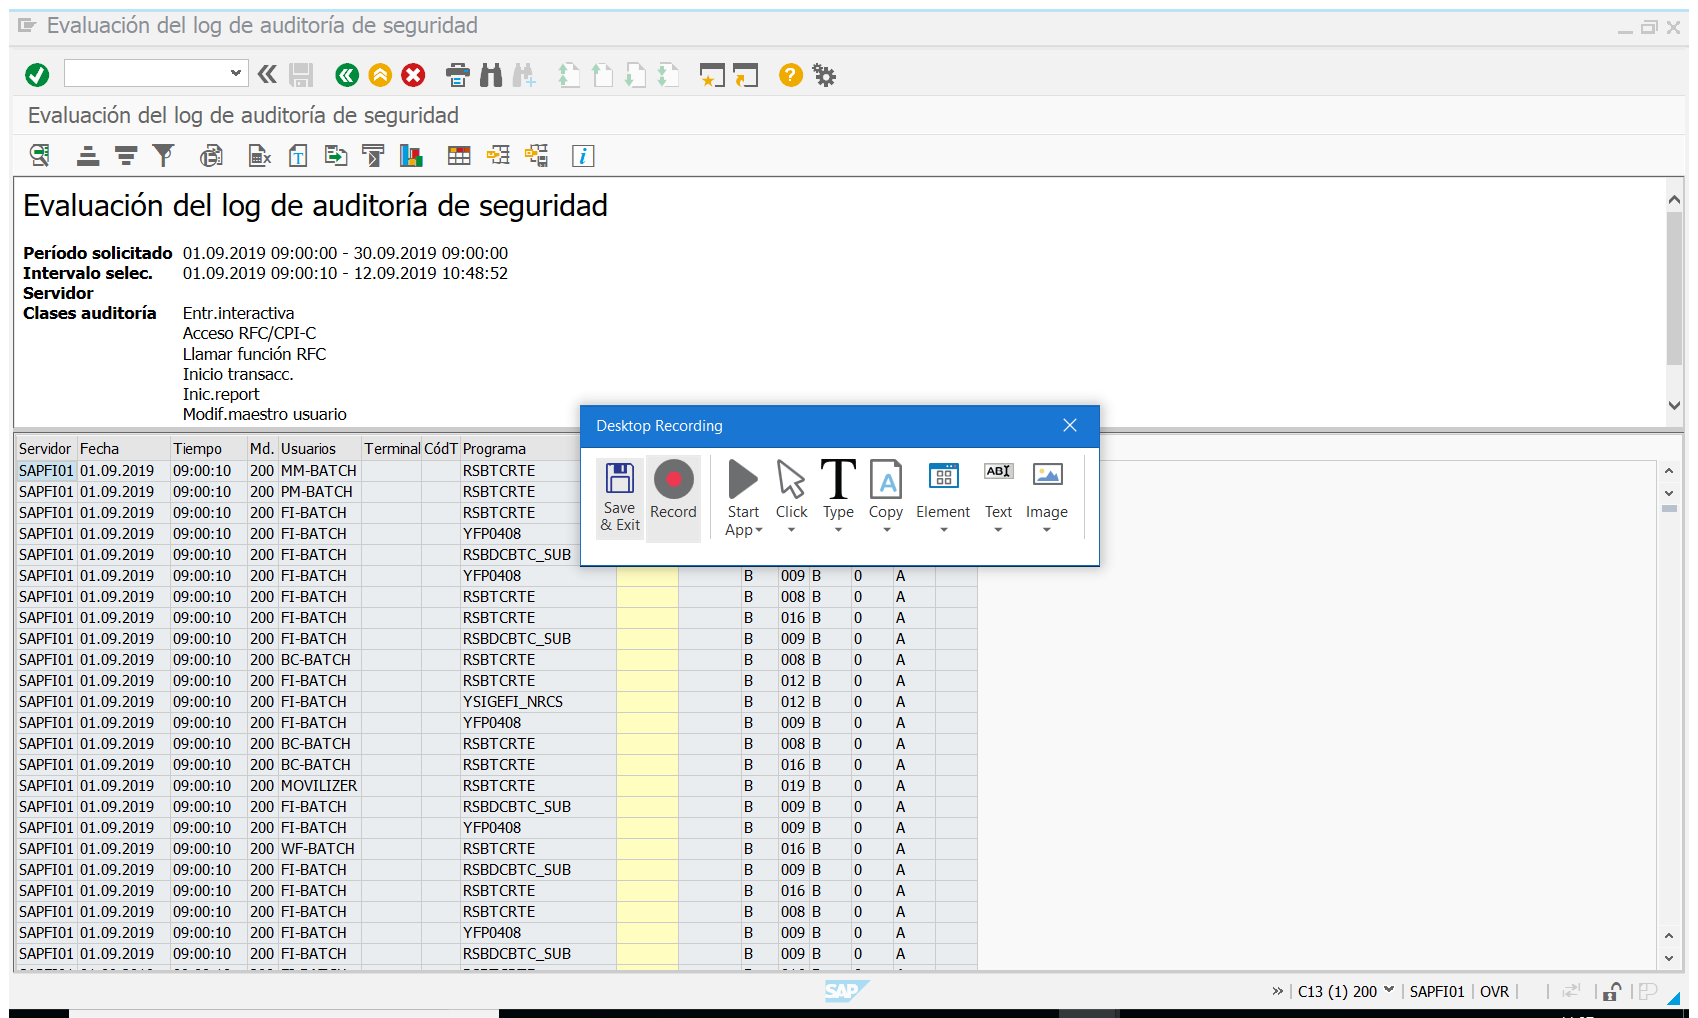 Evaluación del log de auditoría de seguridad
Evaluación del log de auditoría de seguridad
Evaluación del log de auditoría de seguridad
Período solicitado 01.09.2019 09:00:00 - 30.09.2019 09:00:00
Intervalo selec. 01.09.2019 09:00:10 - 12.09.2019 10:48:52
Servidor
Clases auditoría Entr.interactiva
Acceso RFC/CPI-C
Llamar función RFC
Inicio transacc.
Inic.report
Modif.maestro usuario
Desktop Recording
Save & Exit Record Start App Click Type Copy Element Text Image
Servidor Fecha Tiempo Md. Usuarios Terminal CódT Programa
SAPFI01 01.09.2019 09:00:10 200 MM-BATCH RSBTCRTE
SAPFI01 01.09.2019 09:00:10 200 PM-BATCH RSBTCRTE
SAPFI01 01.09.2019 09:00:10 200 FI-BATCH RSBTCRTE
SAPFI01 01.09.2019 09:00:10 200 FI-BATCH YFP0408
SAPFI01 01.09.2019 09:00:10 200 FI-BATCH RSBDCBTC_SUB
SAPFI01 01.09.2019 09:00:10 200 FI-BATCH YFP0408 B 009 B 0 A
SAPFI01 01.09.2019 09:00:10 200 FI-BATCH RSBTCRTE B 008 B 0 A
SAPFI01 01.09.2019 09:00:10 200 FI-BATCH RSBTCRTE B 016 B 0 A
SAPFI01 01.09.2019 09:00:10 200 FI-BATCH RSBDCBTC_SUB B 009 B 0 A
SAPFI01 01.09.2019 09:00:10 200 BC-BATCH RSBTCRTE B 008 B 0 A
SAPFI01 01.09.2019 09:00:10 200 FI-BATCH RSBTCRTE B 012 B 0 A
SAPFI01 01.09.2019 09:00:10 200 FI-BATCH YSIGEFI_NRCS B 012 B 0 A
SAPFI01 01.09.2019 09:00:10 200 FI-BATCH YFP0408 B 009 B 0 A
SAPFI01 01.09.2019 09:00:10 200 BC-BATCH RSBTCRTE B 008 B 0 A
SAPFI01 01.09.2019 09:00:10 200 BC-BATCH RSBTCRTE B 016 B 0 A
SAPFI01 01.09.2019 09:00:10 200 MOVILIZER RSBTCRTE B 019 B 0 A
SAPFI01 01.09.2019 09:00:10 200 FI-BATCH RSBDCBTC_SUB B 009 B 0 A
SAPFI01 01.09.2019 09:00:10 200 FI-BATCH YFP0408 B 009 B 0 A
SAPFI01 01.09.2019 09:00:10 200 WF-BATCH RSBTCRTE B 016 B 0 A
SAPFI01 01.09.2019 09:00:10 200 FI-BATCH RSBDCBTC_SUB B 009 B 0 A
SAPFI01 01.09.2019 09:00:10 200 FI-BATCH RSBTCRTE B 016 B 0 A
SAPFI01 01.09.2019 09:00:10 200 FI-BATCH RSBTCRTE B 008 B 0 A
SAPFI01 01.09.2019 09:00:10 200 FI-BATCH YFP0408 B 009 B 0 A
SAPFI01 01.09.2019 09:00:10 200 FI-BATCH RSBDCBTC_SUB B 009 B 0 A
SAP » C13 (1) 200 SAPFI01 OVR